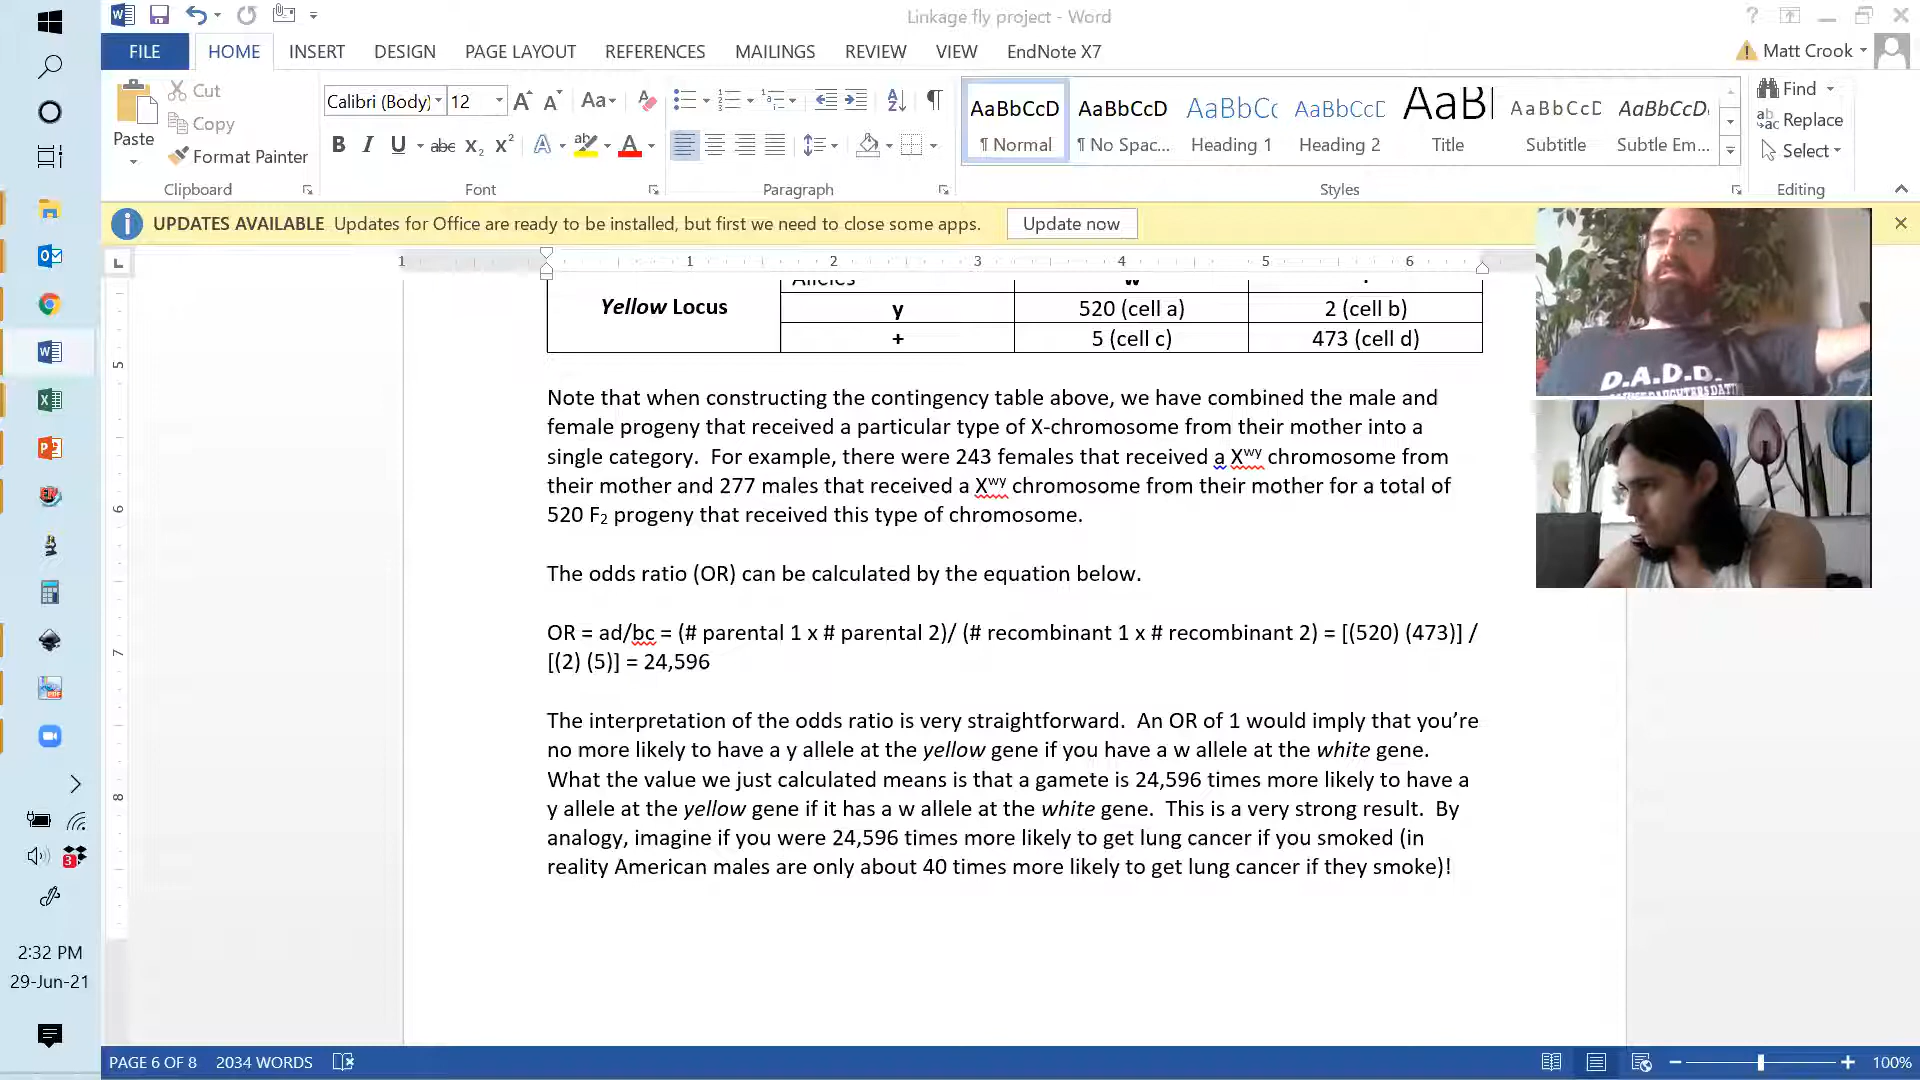 Linkage fly project - Word
FILE HOME INSERT DESIGN PAGE LAYOUT REFERENCES MAILINGS REVIEW VIEW EndNote X7
Matt Crook
Paste
Cut
Copy
Format Painter
Clipboard
Calibri (Body) 12
Font
Paragraph
AaBbCcD AaBbCcD AaBbCc AaBbCcD AaB AaBbCcD AaBbCcD
¶ Normal ¶ No Spac... Heading 1 Heading 2 Title Subtitle Subtle Em...
Styles
Find
Replace
Select
Editing
UPDATES AVAILABLE Updates for Office are ready to be installed, but first we need to close some apps. Update now
1 1 2 3 4 5 6
Alleles w
Yellow Locus
y 520 (cell a) 2 (cell b)
+ 5 (cell c) 473 (cell d)
Note that when constructing the contingency table above, we have combined the male and
female progeny that received a particular type of X-chromosome from their mother into a
single category. For example, there were 243 females that received a Xwy chromosome from
their mother and 277 males that received a Xwy chromosome from their mother for a total of
520 F2 progeny that received this type of chromosome.
The odds ratio (OR) can be calculated by the equation below.
OR = ad/bc = (# parental 1 x # parental 2)/ (# recombinant 1 x # recombinant 2) = [(520) (473)] /
[(2) (5)] = 24,596
The interpretation of the odds ratio is very straightforward. An OR of 1 would imply that you’re
no more likely to have a y allele at the yellow gene if you have a w allele at the white gene.
What the value we just calculated means is that a gamete is 24,596 times more likely to have a
y allele at the yellow gene if it has a w allele at the white gene. This is a very strong result. By
analogy, imagine if you were 24,596 times more likely to get lung cancer if you smoked (in
reality American males are only about 40 times more likely to get lung cancer if they smoke)!
5
6
7
8
D.A.D.D.
2:32 PM
29-Jun-21
PAGE 6 OF 8 2034 WORDS
100%